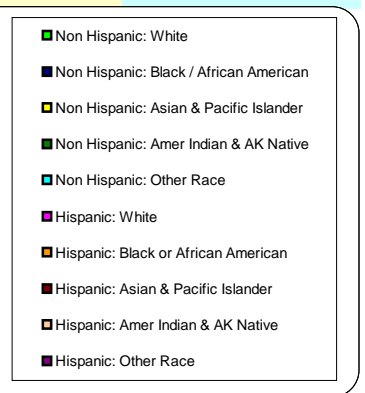 Non Hispanic: White
Non Hispanic: Black / African American
Non Hispanic: Asian & Pacific Islander
Non Hispanic: Amer Indian & AK Native
Non Hispanic: Other Race
Hispanic: White
Hispanic: Black or African American
Hispanic: Asian & Pacific Islander
Hispanic: Amer Indian & AK Native
Hispanic: Other Race